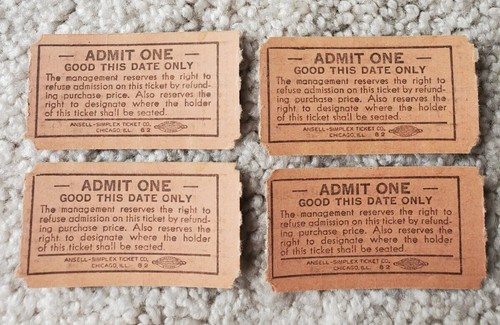 — ADMIT ONE —
GOOD THIS DATE ONLY
The management reserves the right to
refuse admission on this ticket by refund-
ing purchase price. Also reserves the
right to designate where the holder
of this ticket shall be seated.
ANSELL-SIMPLEX TICKET CO.,
CHICAGO, ILL. 82
— ADMIT ONE —
GOOD THIS DATE ONLY
The management reserves the right to
refuse admission on this ticket by refund-
ing purchase price. Also reserves the
right to designate where the holder
of this ticket shall be seated.
ANSELL-SIMPLEX TICKET CO.,
CHICAGO, ILL. 82
— ADMIT ONE —
GOOD THIS DATE ONLY
The management reserves the right to
refuse admission on this ticket by refund-
ing purchase price. Also reserves the
right to designate where the holder
of this ticket shall be seated.
ANSELL-SIMPLEX TICKET CO.,
CHICAGO, ILL. 82
— ADMIT ONE —
GOOD THIS DATE ONLY
The management reserves the right to
refuse admission on this ticket by refund-
ing purchase price. Also reserves the
right to designate where the holder
of this ticket shall be seated.
ANSELL-SIMPLEX TICKET CO.,
CHICAGO, ILL. 82